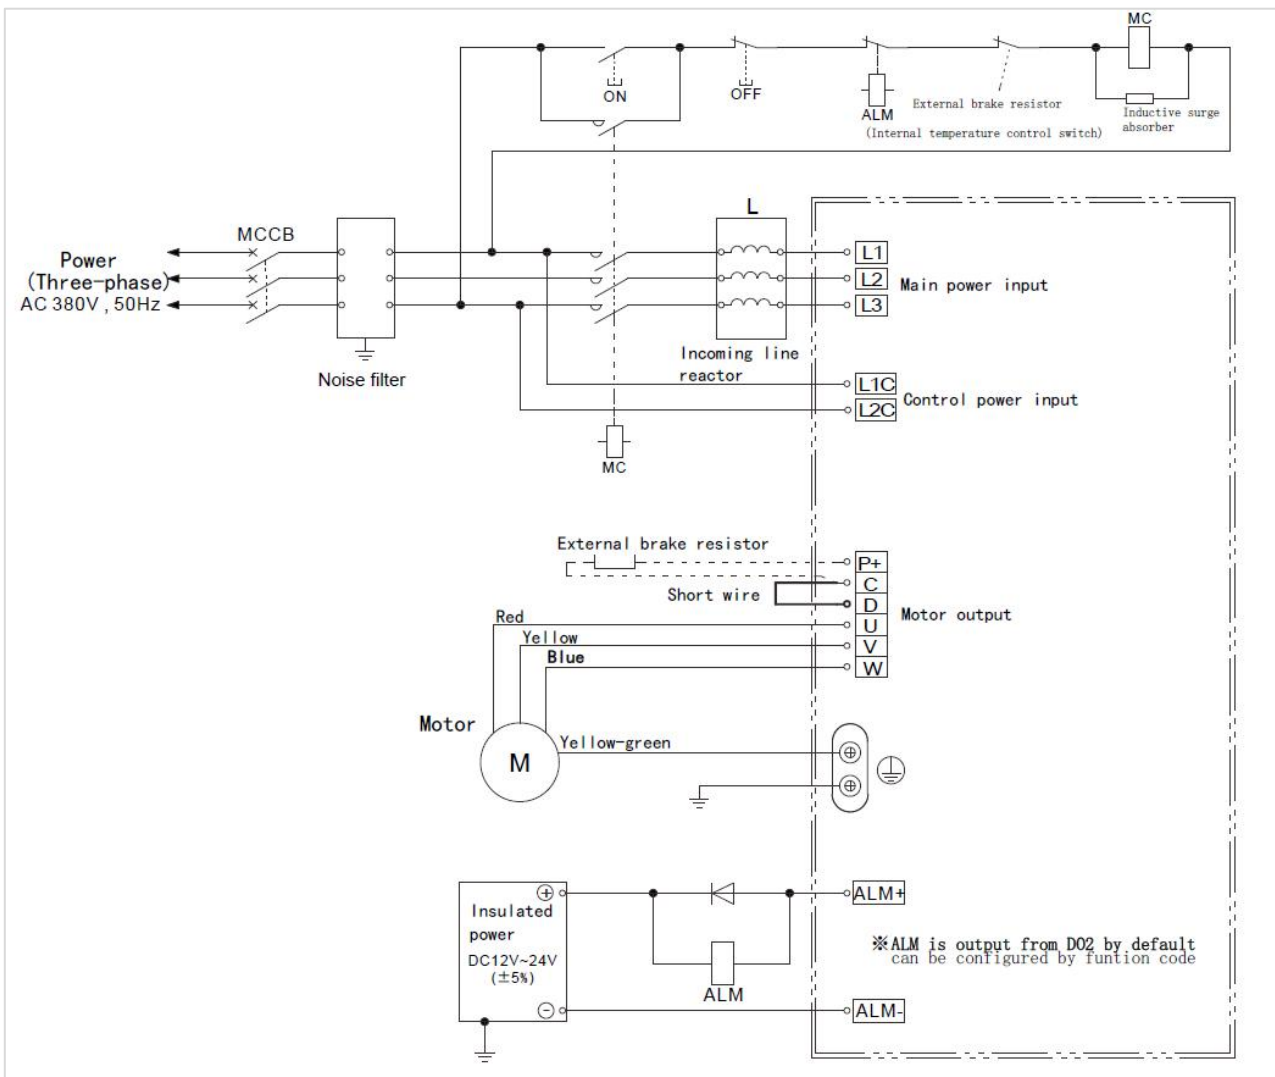 MC
ON
OFF
ALM
External brake resistor
(Internal temperature control switch)
Inductive surge
absorber
L
MCCB
Power
(Three-phase)
AC 380V , 50Hz
L1
L2
L3
Main power input
Noise filter
Incoming line
reactor
L1C
L2C
Control power input
MC
External brake resistor
P+
C
D
U
V
W
Short wire
Motor output
Red
Yellow
Blue
Motor
M
Yellow-green
Insulated
power
DC12V~24V
(±5%)
ALM
ALM+
※ALM is output from DO2 by default
can be configured by funtion code
ALM-